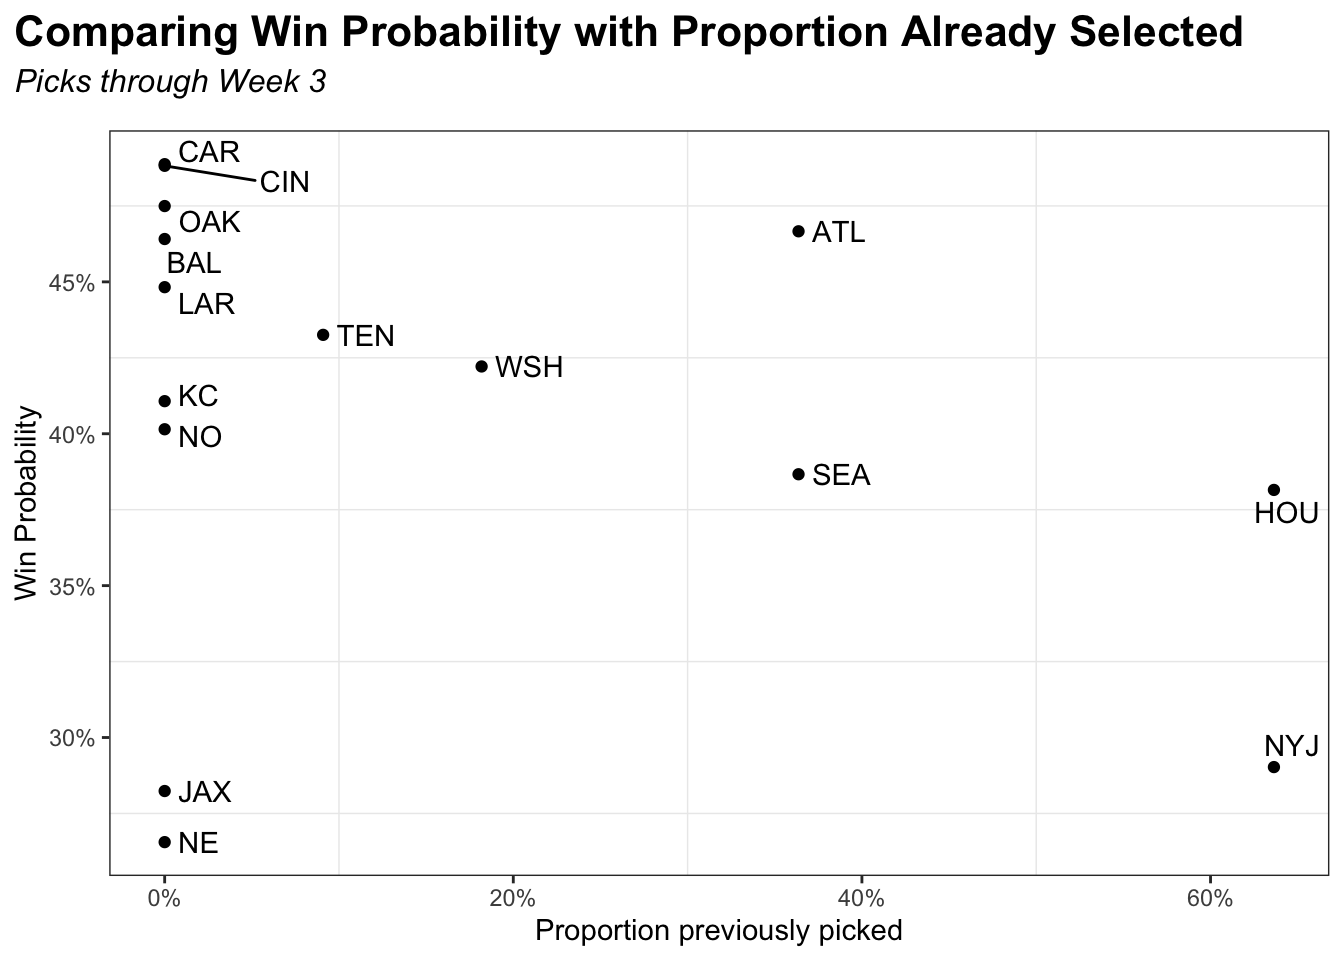 Comparing Win Probability with Proportion Already Selected
Picks through Week 3
CAR
CIN
OAK
ATL
BAL
45%
LAR
TEN
WSH
KC
40%
NO
SEA
HOU
Win Probability
35%
30%
NYJ
JAX
NE
0%
20%
40%
60%
Proportion previously picked